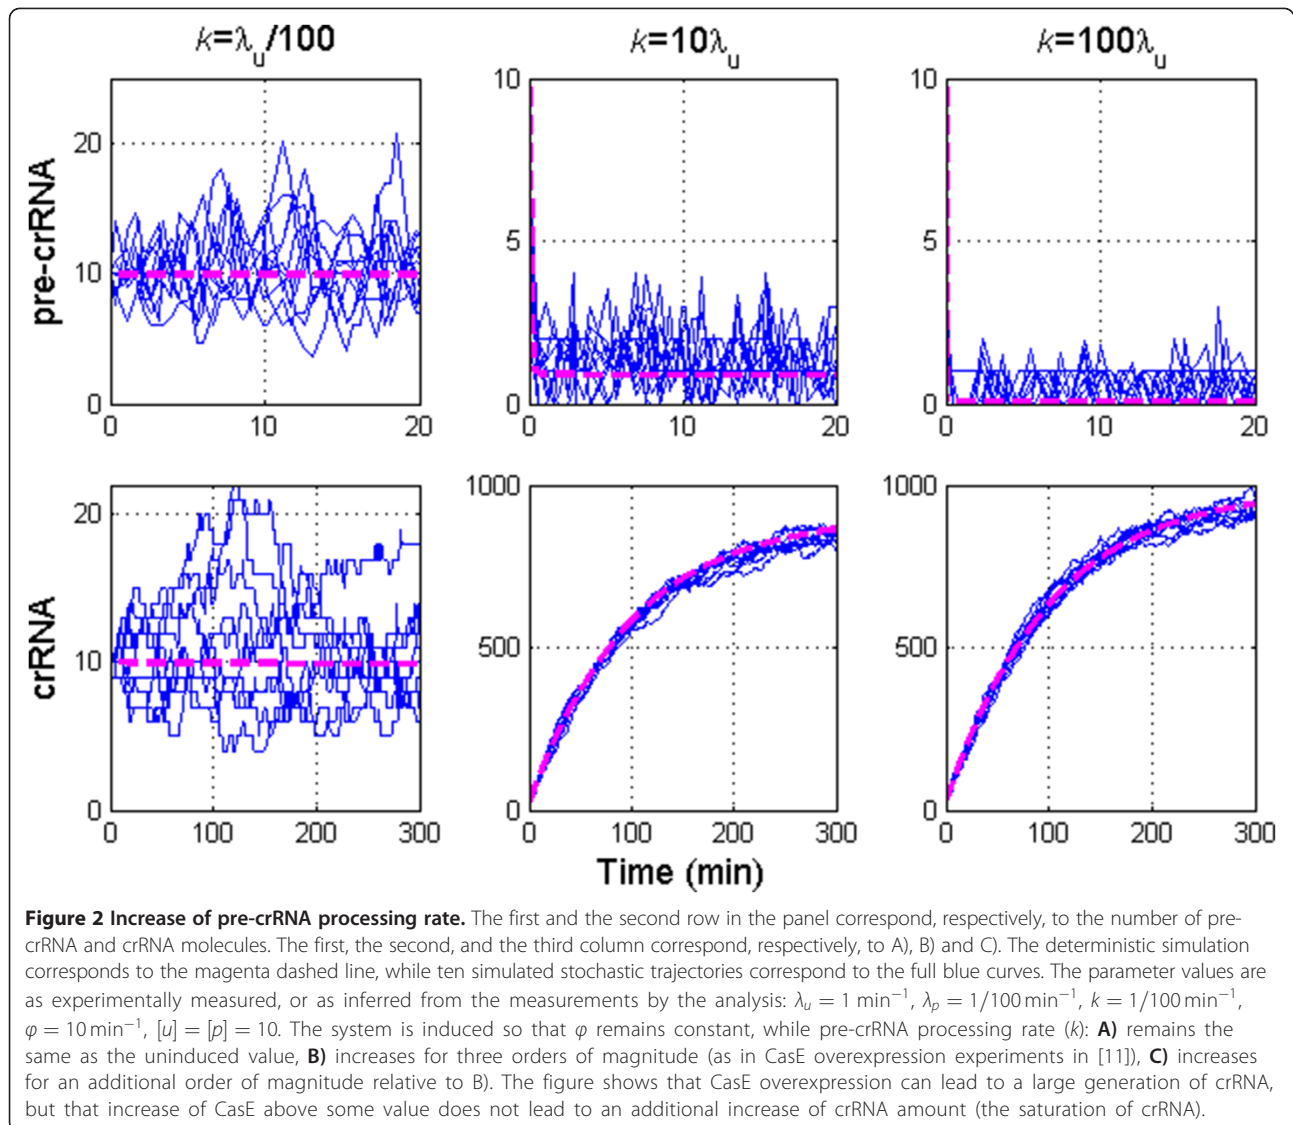 k=λu/100 k=10λu k=100λu
pre-crRNA
20
10
0
0 10 20
10
5
0
0 10 20
10
5
0
0 10 20
crRNA
20
10
0
0 100 200 300
1000
500
0
0 100 200 300
1000
500
0
0 100 200 300
Time (min)
Figure 2 Increase of pre-crRNA processing rate. The first and the second row in the panel correspond, respectively, to the number of pre-
crRNA and crRNA molecules. The first, the second, and the third column correspond, respectively, to A), B) and C). The deterministic simulation
corresponds to the magenta dashed line, while ten simulated stochastic trajectories correspond to the full blue curves. The parameter values are
as experimentally measured, or as inferred from the measurements by the analysis: λu = 1 min⁻¹, λp = 1/100 min⁻¹, k = 1/100 min⁻¹,
φ = 10 min⁻¹, [u] = [p] = 10. The system is induced so that φ remains constant, while pre-crRNA processing rate (k): A) remains the
same as the uninduced value, B) increases for three orders of magnitude (as in CasE overexpression experiments in [11]), C) increases
for an additional order of magnitude relative to B). The figure shows that CasE overexpression can lead to a large generation of crRNA,
but that increase of CasE above some value does not lead to an additional increase of crRNA amount (the saturation of crRNA).